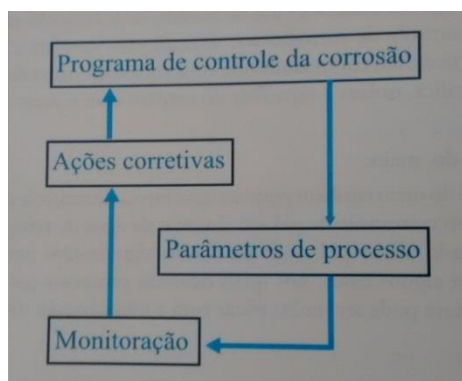 Programa de controle da corrosão
Ações corretivas
Parâmetros de processo
Monitoração